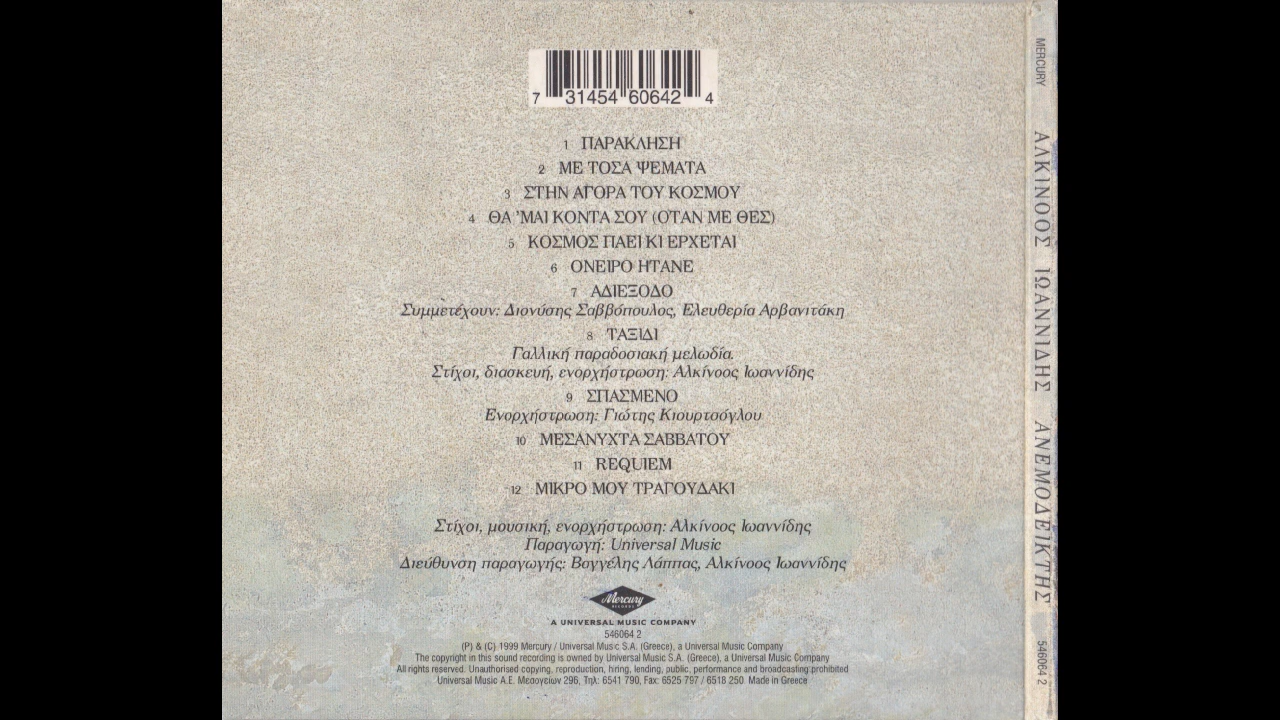 7 31454 60642 4
1 ΠΑΡΑΚΛΗΣΗ
2 ΜΕ ΤΟΣΑ ΨΕΜΑΤΑ
3 ΣΤΗΝ ΑΓΟΡΑ ΤΟΥ ΚΟΣΜΟΥ
4 ΘΑ 'ΜΑΙ ΚΟΝΤΑ ΣΟΥ (ΟΤΑΝ ΜΕ ΘΕΣ)
5 ΚΟΣΜΟΣ ΠΑΕΙ ΚΙ ΕΡΧΕΤΑΙ
6 ΟΝΕΙΡΟ ΗΤΑΝΕ
7 ΑΔΙΕΞΟΔΟ
Συμμετέχουν: Διονύσης Σαββόπουλος, Ελευθερία Αρβανιτάκη
8 ΤΑΞΙΔΙ
Γαλλική παραδοσιακή μελωδία.
Στίχοι, διασκευή, ενορχήστρωση: Αλκίνοος Ιωαννίδης
9 ΣΠΑΣΜΕΝΟ
Ενορχήστρωση: Γιώτης Κιουρτσόγλου
10 ΜΕΣΑΝΥΧΤΑ ΣΑΒΒΑΤΟΥ
11 REQUIEM
12 ΜΙΚΡΟ ΜΟΥ ΤΡΑΓΟΥΔΑΚΙ
Στίχοι, μουσική, ενορχήστρωση: Αλκίνοος Ιωαννίδης
Παραγωγή: Universal Music
Διεύθυνση παραγωγής: Βαγγέλης Λάππας, Αλκίνοος Ιωαννίδης
Mercury
RECORDS
A UNIVERSAL MUSIC COMPANY
546064 2
(P) & (C) 1999 Mercury / Universal Music S.A. (Greece), a Universal Music Company
The copyright in this sound recording is owned by Universal Music S.A. (Greece), a Universal Music Company
All rights reserved. Unauthorised copying, reproduction, hiring, lending, public, performance and broadcasting prohibited
Universal Music A.E. Μεσογείων 296, Τηλ: 6541 790, Fax: 6525 797 / 6518 250 Made in Greece
MERCURY ΑΛΚΙΝΟΟΣ ΙΩΑΝΝΙΔΗΣ ΑΝΕΜΟΔΕΙΚΤΗΣ 546064 2